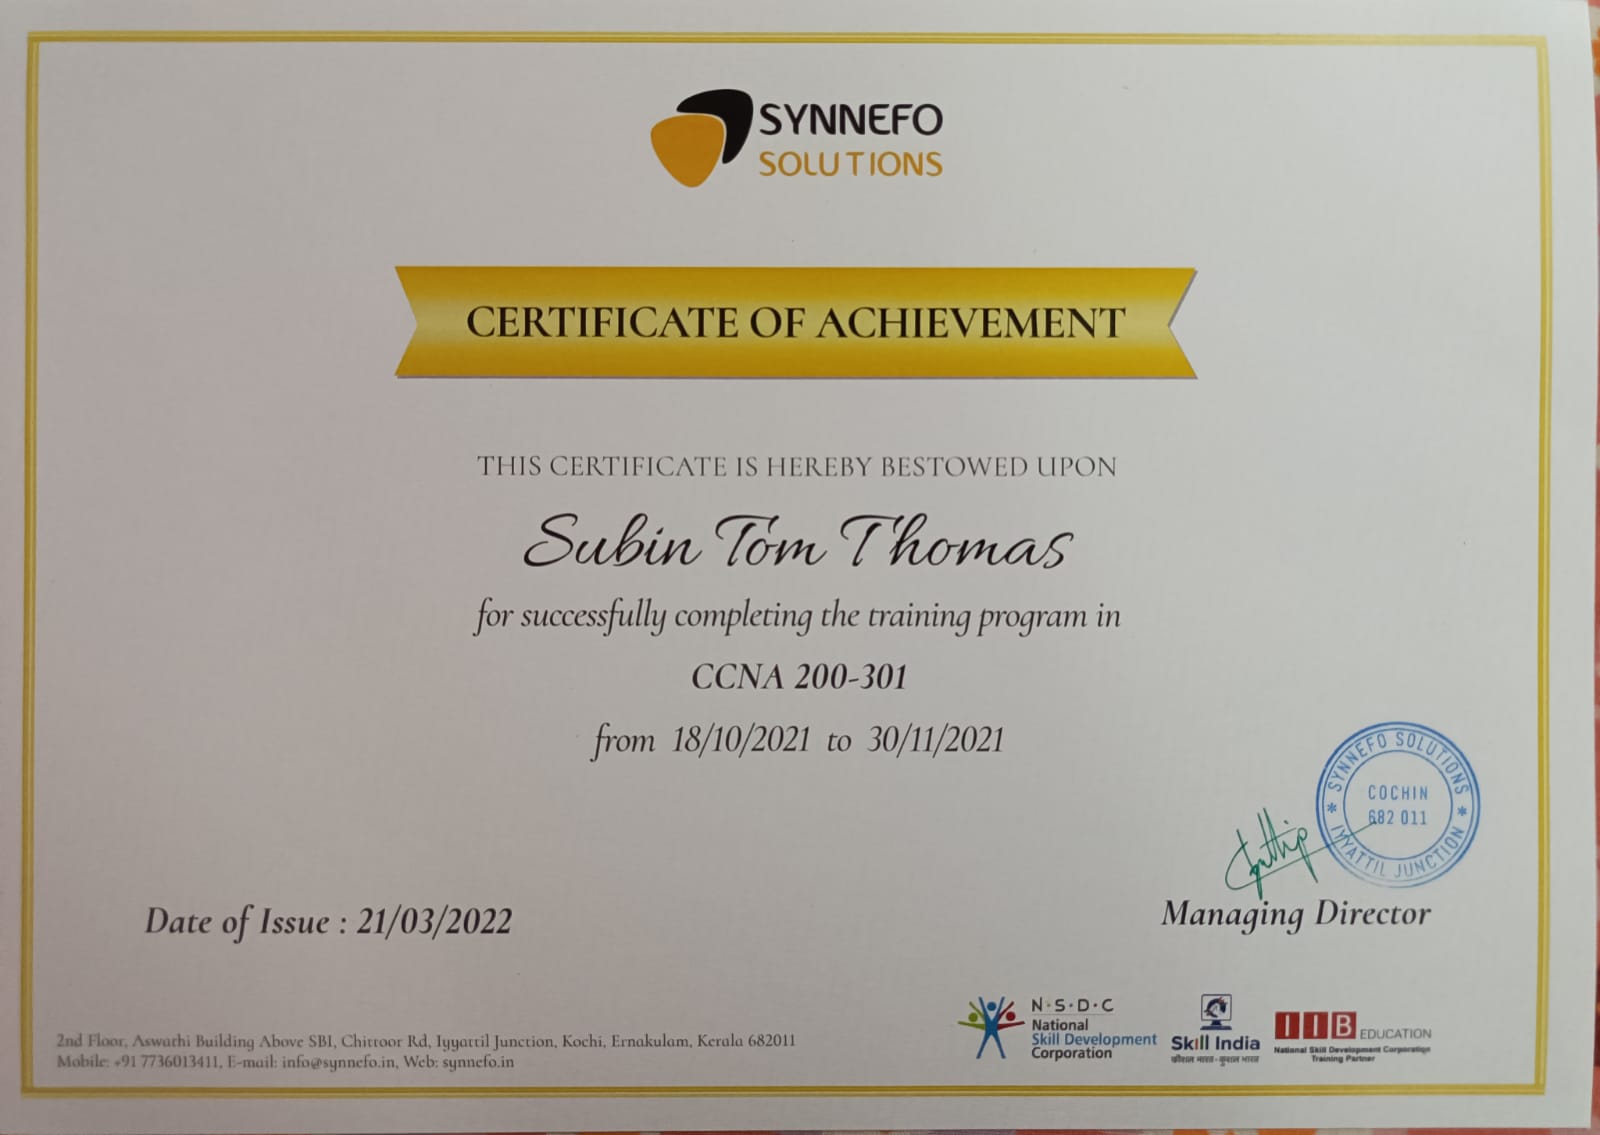 SYNNEFO
SOLUTIONS
CERTIFICATE OF ACHIEVEMENT
THIS CERTIFICATE IS HEREBY BESTOWED UPON
Subin Tom Thomas
for successfully completing the training program in
CCNA 200-301
from 18/10/2021 to 30/11/2021
SYNNEFO SOLUTIONS
COCHIN
682 011
* IYYATTIL JUNCTION *
Date of Issue : 21/03/2022
Managing Director
N·S·D·C
National
Skill Development
Corporation
Skill India
कौशल भारत - कुशल भारत
IIB EDUCATION
National Skill Development Corporation
Training Partner
2nd Floor, Aswathi Building Above SBI, Chittoor Rd, Iyyattil Junction, Kochi, Ernakulam, Kerala 682011
Mobile: +91 7736013411, E-mail: info@synnefo.in, Web: synnefo.in